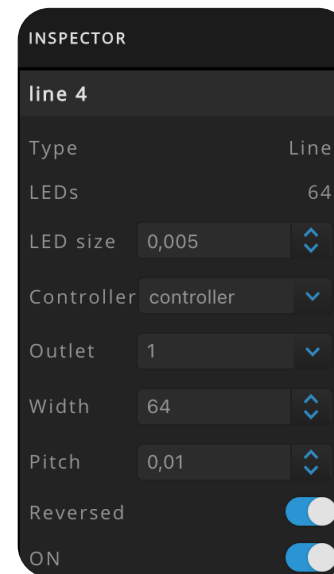 INSPECTOR
line 4
Type Line
LEDs 64
LED size 0,005
Controller controller
Outlet 1
Width 64
Pitch 0,01
Reversed
ON